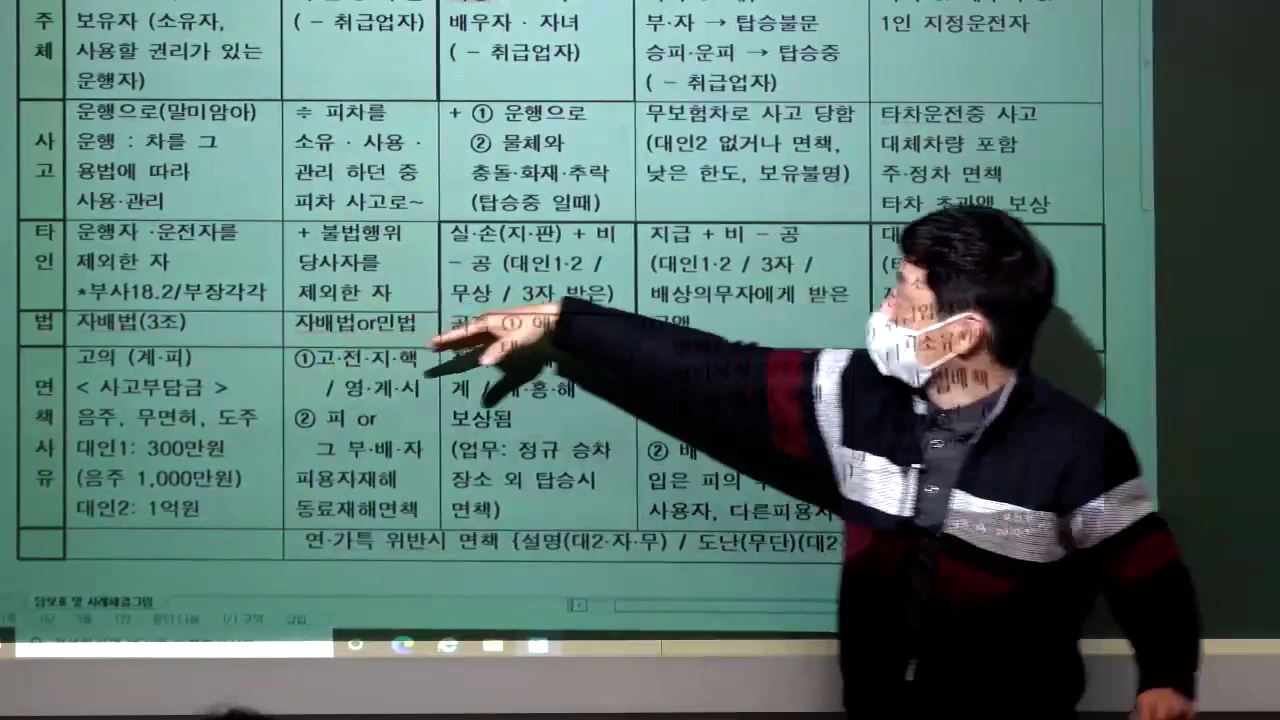 주
체
보유자 (소유자,
사용할 권리가 있는
운행자)
( - 취급업자)
배우자 · 자녀
( - 취급업자)
부·자 → 탑승불문
승피·운피 → 탑승중
( - 취급업자)
1인 지정운전자
사
고
운행으로(말미암아)
운행 : 차를 그
용법에 따라
사용·관리
≑ 피차를
소유 · 사용 ·
관리 하던 중
피차 사고로~
+ ① 운행으로
② 물체와
충돌·화재·추락
(탑승중 일때)
무보험차로 사고 당함
(대인2 없거나 면책,
낮은 한도, 보유불명)
타차운전중 사고
대체차량 포함
주·정차 면책
타차 초과액 보상
타
인
운행자 ·운전자를
제외한 자
*부사18.2/부장각각
+ 불법행위
당사자를
제외한 자
실·손(지·판) + 비
- 공 (대인1·2 /
무상 / 3자 받은)
지급 + 비 - 공
(대인1·2 / 3자 /
배상의무자에게 받은
법
자배법(3조)
자배법or민법
면
책
사
유
고의 (계·피)
< 사고부담금 >
음주, 무면허, 도주
대인1: 300만원
(음주 1,000만원)
대인2: 1억원
①고·전·지·핵
/ 영·계·시
② 피 or
그 부·배·자
피용자재해
동료재해면책
보상됨
(업무: 정규 승차
장소 외 탑승시
면책)
② 배
입은 피의
사용자, 다른피용자
연·가특 위반시 면책 {설명(대2·자·무) / 도난(무단)(대2
담보표 및 사례해결그림